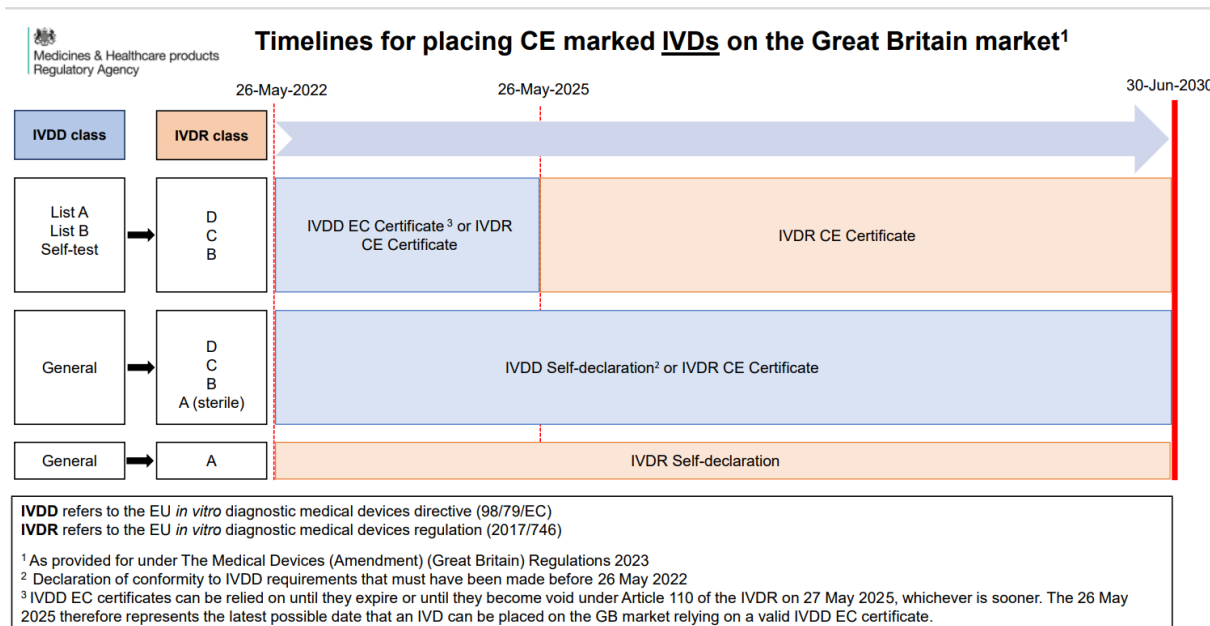 Medicines & Healthcare products
Regulatory Agency
Timelines for placing CE marked IVDs on the Great Britain market¹
26-May-2022
26-May-2025
30-Jun-2030
IVDD class
IVDR class
List A
List B
Self-test
D
C
B
IVDD EC Certificate³ or IVDR
CE Certificate
IVDR CE Certificate
General
D
C
B
A (sterile)
IVDD Self-declaration² or IVDR CE Certificate
General
A
IVDR Self-declaration
IVDD refers to the EU in vitro diagnostic medical devices directive (98/79/EC)
IVDR refers to the EU in vitro diagnostic medical devices regulation (2017/746)
¹ As provided for under The Medical Devices (Amendment) (Great Britain) Regulations 2023
² Declaration of conformity to IVDD requirements that must have been made before 26 May 2022
³ IVDD EC certificates can be relied on until they expire or until they become void under Article 110 of the IVDR on 27 May 2025, whichever is sooner. The 26 May
2025 therefore represents the latest possible date that an IVD can be placed on the GB market relying on a valid IVDD EC certificate.